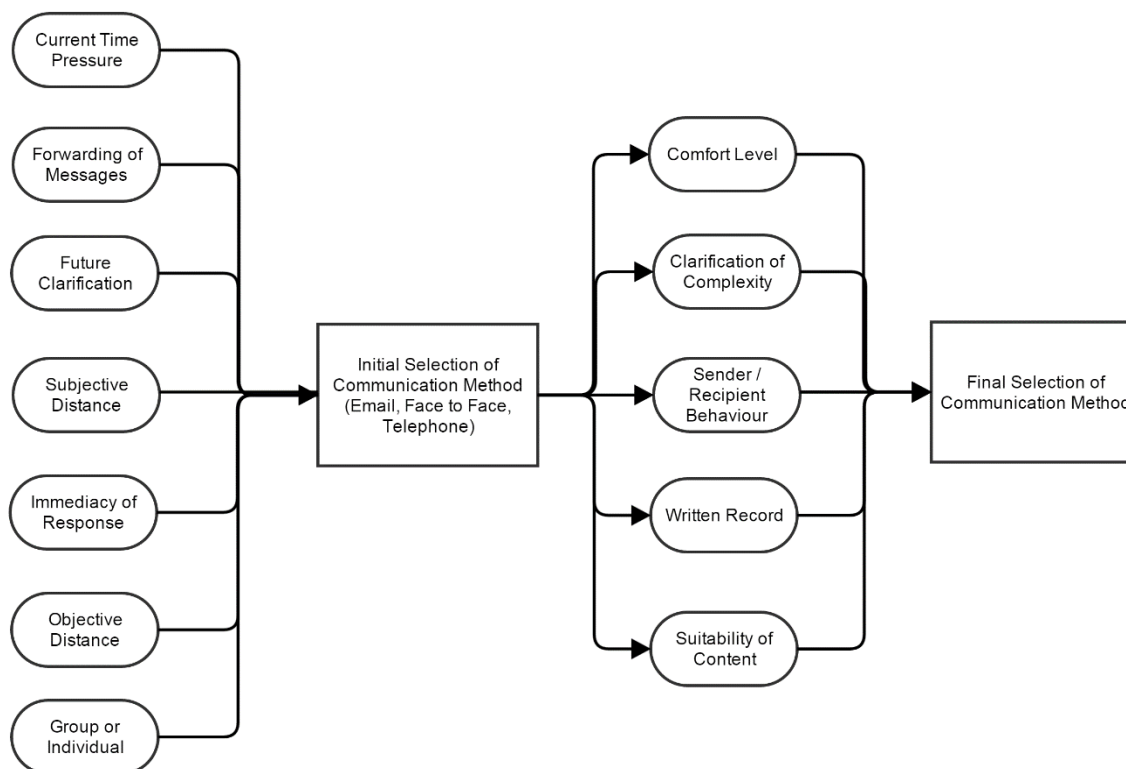 Current Time
Pressure
Forwarding of
Messages
Future
Clarification
Subjective
Distance
Immediacy of
Response
Objective
Distance
Group or
Individual
Initial Selection of
Communication Method
(Email, Face to Face,
Telephone)
Comfort Level
Clarification of
Complexity
Sender /
Recipient
Behaviour
Written Record
Suitability of
Content
Final Selection of
Communication Method